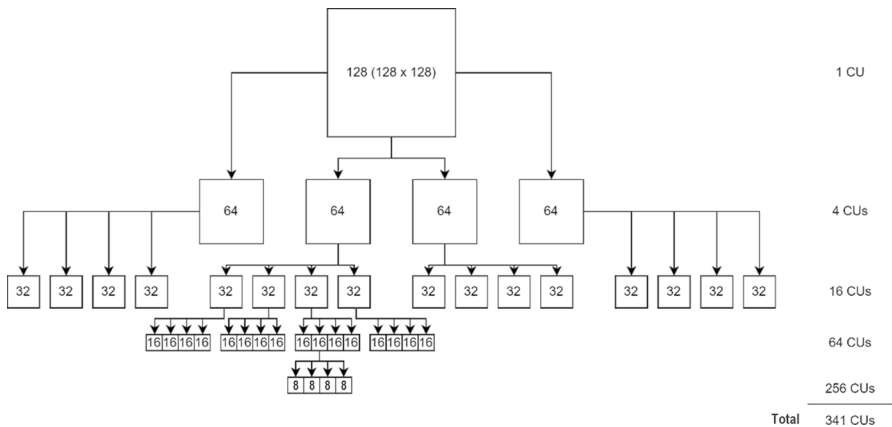 128 (128 x 128) 1 CU
64 64 64 64 4 CUs
32 32 32 32 32 32 32 32 32 32 32 32 32 32 32 32 16 CUs
16 16 16 16 16 16 16 16 16 16 16 16 16 16 16 16 64 CUs
8 8 8 8 256 CUs
Total 341 CUs